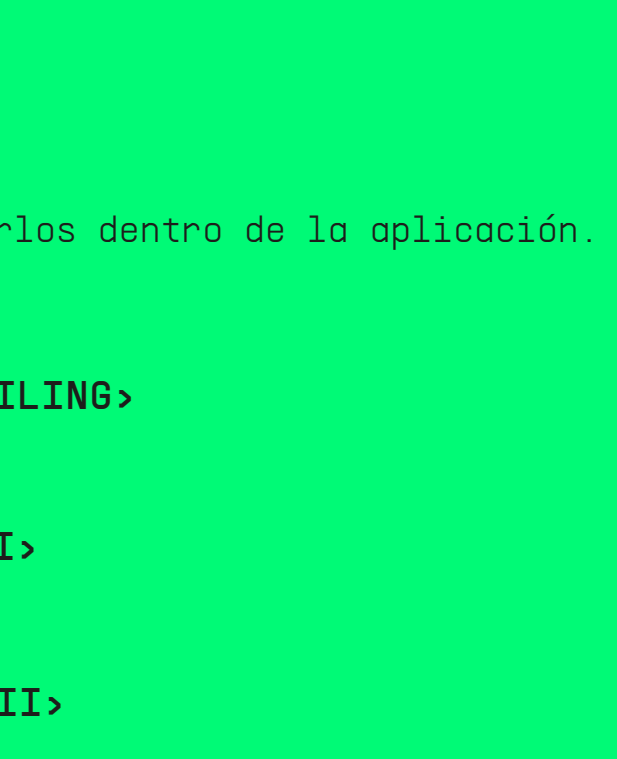 rlos dentro de la aplicación.
ILING>
I>
II>